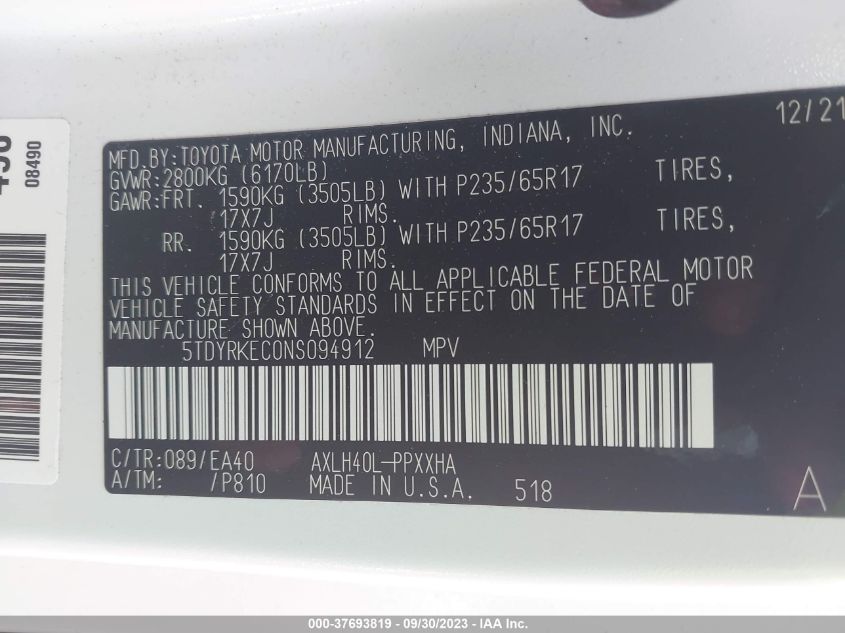 12/21
MFD.BY:TOYOTA MOTOR MANUFACTURING, INDIANA, INC.
GVWR:2800KG (6170LB)
GAWR:FRT. 1590KG (3505LB) WITH P235/65R17 TIRES,
17X7J RIMS.
RR. 1590KG (3505LB) WITH P235/65R17 TIRES,
17X7J RIMS.
THIS VEHICLE CONFORMS TO ALL APPLICABLE FEDERAL MOTOR
VEHICLE SAFETY STANDARDS IN EFFECT ON THE DATE OF
MANUFACTURE SHOWN ABOVE.
5TDYRKEC0NS094912 MPV
C/TR:089/EA40 AXLH40L-PPXXHA
A/TM: /P810 MADE IN U.S.A. 518
A
08490
000-37693819 - 09/30/2023 - IAA Inc.